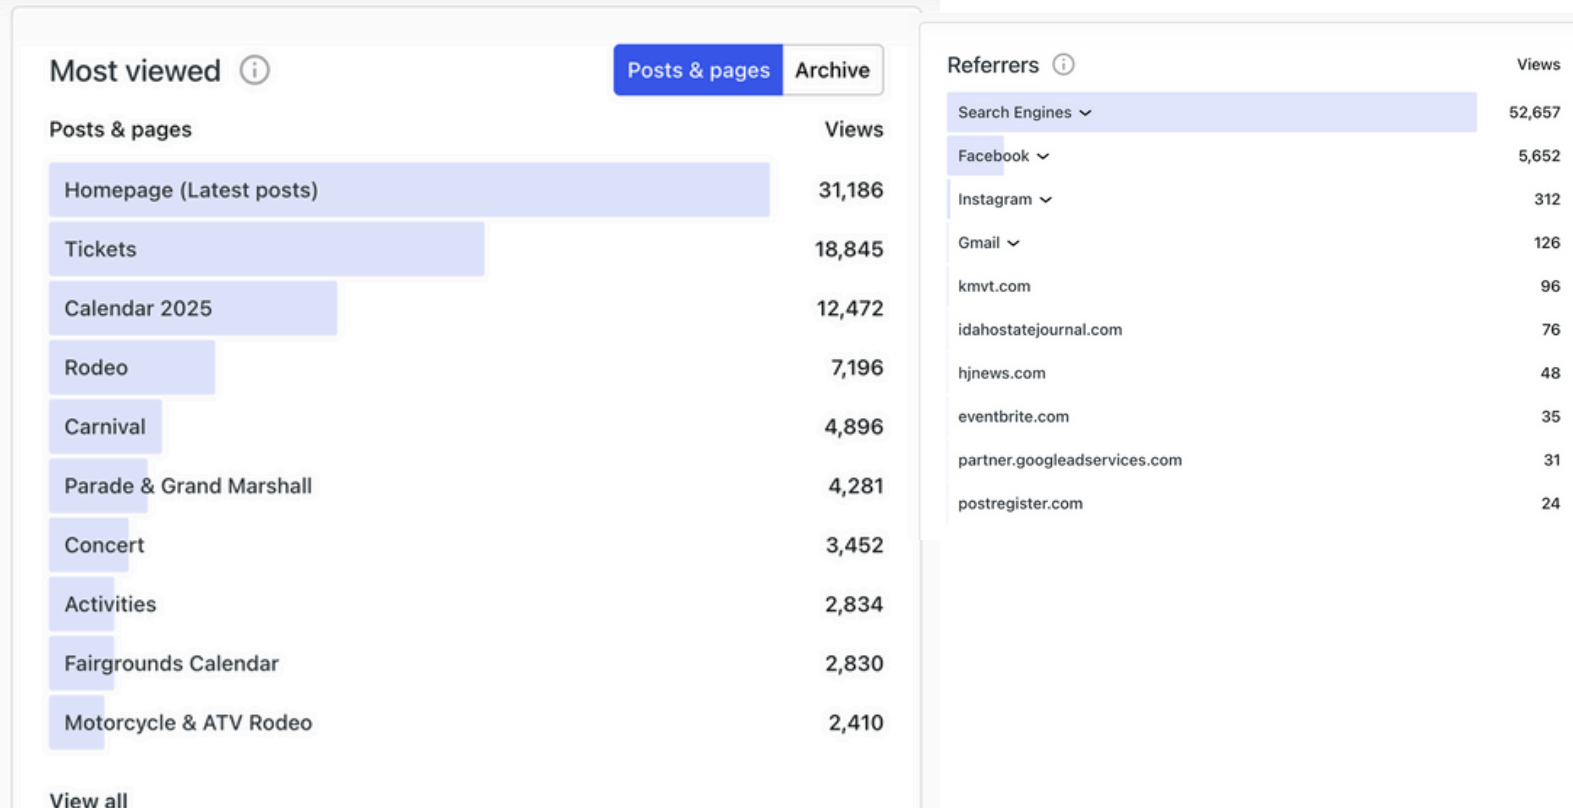 Most viewed
Posts & pages
Archive
Posts & pages Views
Homepage (Latest posts) 31,186
Tickets 18,845
Calendar 2025 12,472
Rodeo 7,196
Carnival 4,896
Parade & Grand Marshall 4,281
Concert 3,452
Activities 2,834
Fairgrounds Calendar 2,830
Motorcycle & ATV Rodeo 2,410
View all
Referrers Views
Search Engines 52,657
Facebook 5,652
Instagram 312
Gmail 126
kmvt.com 96
idahostatejournal.com 76
hjnews.com 48
eventbrite.com 35
partner.googleadservices.com 31
postregister.com 24